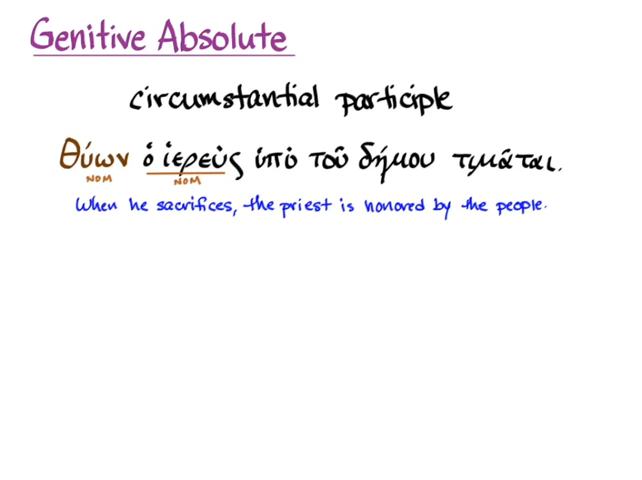 Genitive Absolute
circumstantial participle
θύων ὁ ἱερεὺς ὑπὸ τοῦ δήμου τιμᾶται.
NOM NOM
When he sacrifices, the priest is honored by the people.